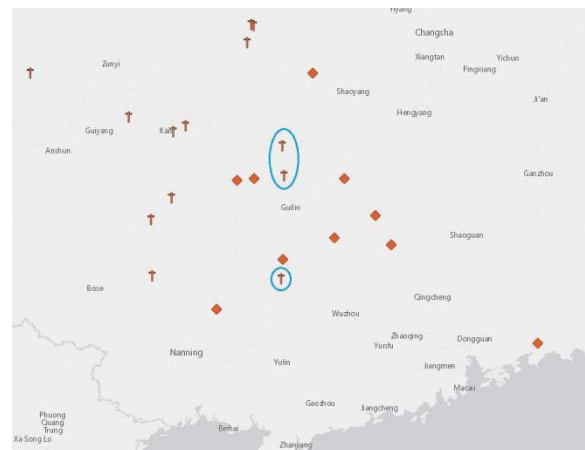 Yiyang
Changsha
Zunyi
Xiangtan
Yichun
Pingxiang
Shaoyang
Ji'an
Hengyang
Guiyang
Anshun
Ganzhou
Guilin
Shaoguan
Bose
Qingcheng
Wuzhou
Zhaoqing
Dongguan
Nanning
Yunfu
Yulin
Jiangmen
Macau
Gaozhou
Jiangcheng
Phuong
Quang
Trung
Xa Song Lo
Beihai
Zhanjiang